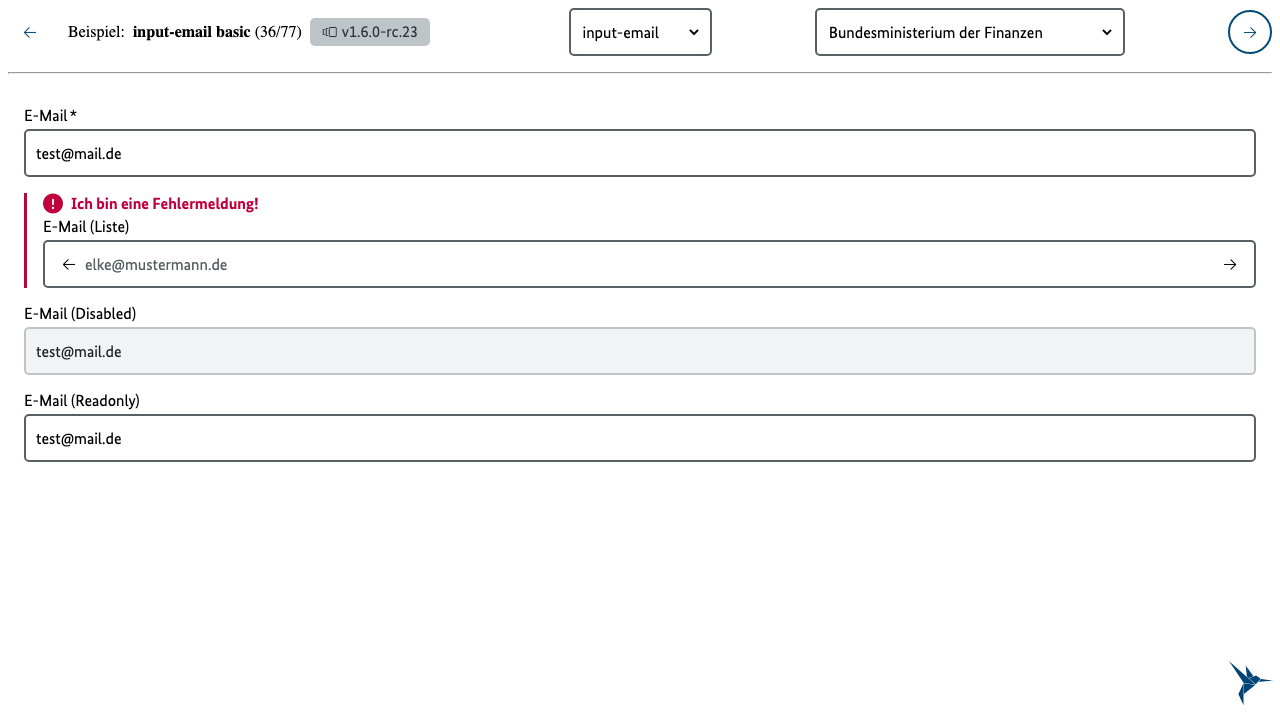 Beispiel: input-email basic (36/77) v1.6.0-rc.23 input-email Bundesministerium der Finanzen
E-Mail*
test@mail.de
Ich bin eine Fehlermeldung!
E-Mail (Liste)
elke@mustermann.de
E-Mail (Disabled)
test@mail.de
E-Mail (Readonly)
test@mail.de